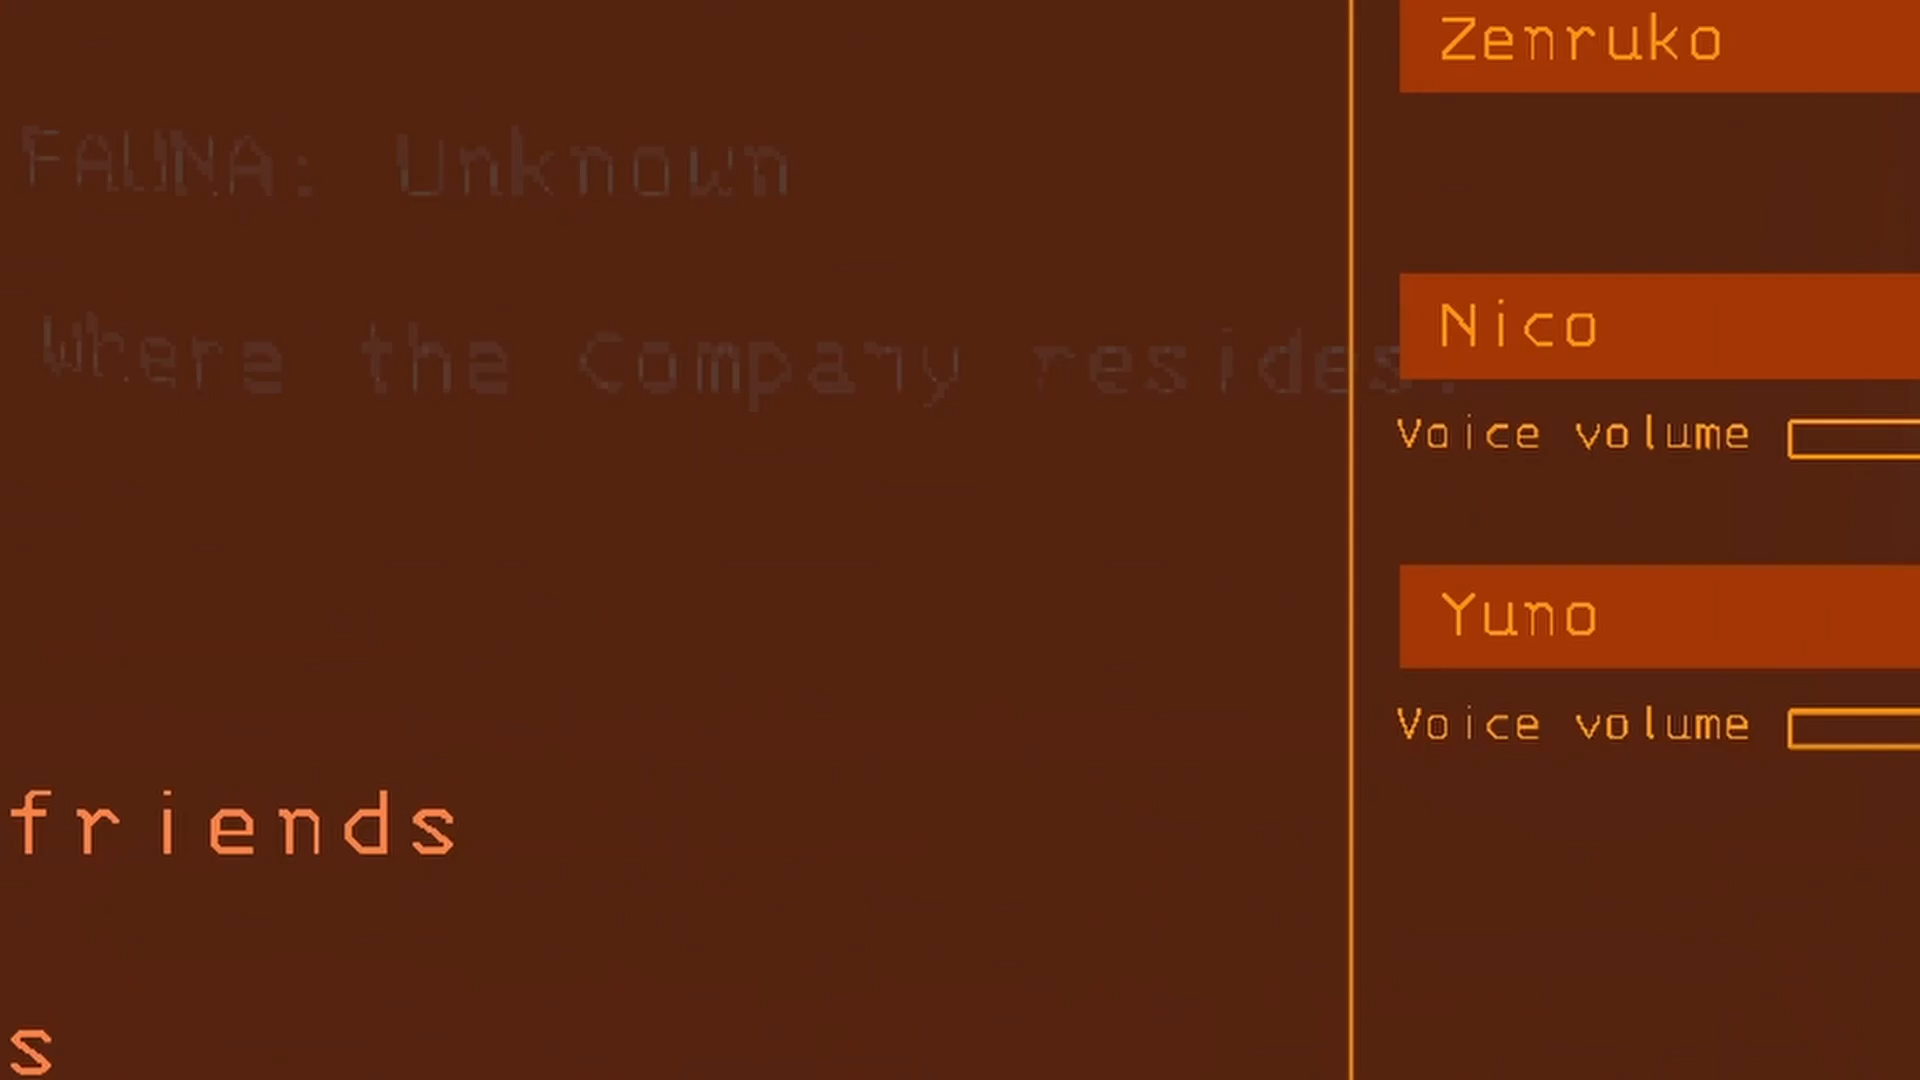 Zenruko
FAUNA: Unknown
Nico
Where the Company resides.
Voice volume
Yuno
Voice volume
friends
s